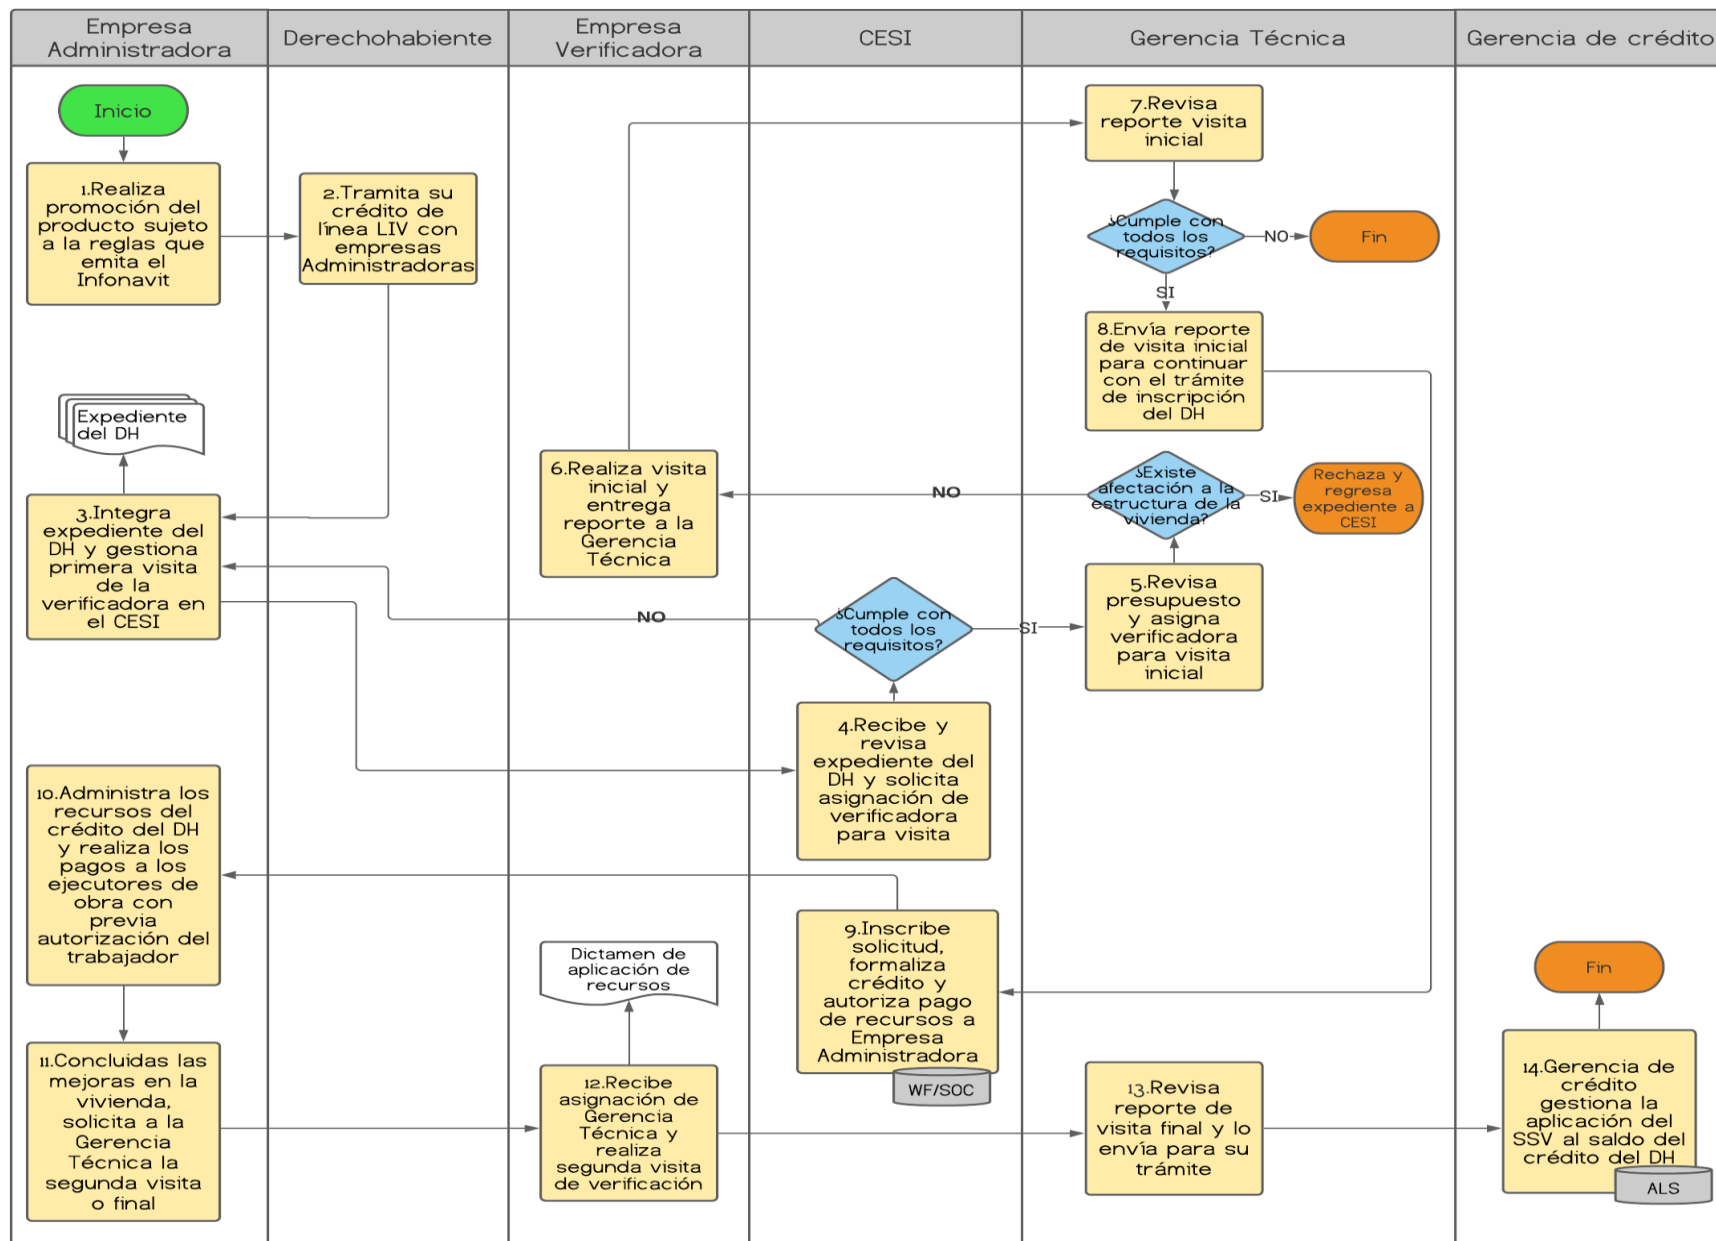 Empresa
Administradora
Derechohabiente
Empresa
Verificadora
CESI
Gerencia Técnica
Gerencia de crédito
Inicio
1.Realiza
promoción del
producto sujeto
a la reglas que
emita el
Infonavit
2.Tramita su
crédito de
línea LIV con
empresas
Administradoras
Expediente
del DH
3.Integra
expediente del
DH y gestiona
primera visita
de la
verificadora en
el CESI
4.Recibe y
revisa
expediente del
DH y solicita
asignación de
verificadora
para visita
¿Cumple con
todos los
requisitos?
NO
SI
5.Revisa
presupuesto
y asigna
verificadora
para visita
inicial
¿Existe
afectación a la
estructura de la
vivienda?
SI
Rechaza y
regresa
expediente a
CESI
NO
6.Realiza visita
inicial y
entrega
reporte a la
Gerencia
Técnica
7.Revisa
reporte visita
inicial
¿Cumple con
todos los
requisitos?
NO
Fin
SI
8.Envía reporte
de visita inicial
para continuar
con el trámite
de inscripción
del DH
9.Inscribe
solicitud,
formaliza
crédito y
autoriza pago
de recursos a
Empresa
Administradora
WF/SOC
10.Administra los
recursos del
crédito del DH
y realiza los
pagos a los
ejecutores de
obra con
previa
autorización del
trabajador
11.Concluidas las
mejoras en la
vivienda,
solicita a la
Gerencia
Técnica la
segunda visita
o final
Dictamen de
aplicación de
recursos
12.Recibe
asignación de
Gerencia
Técnica y
realiza
segunda visita
de verificación
13.Revisa
reporte de
visita final y lo
envía para su
trámite
14.Gerencia de
crédito
gestiona la
aplicación del
SSV al saldo del
crédito del DH
ALS
Fin